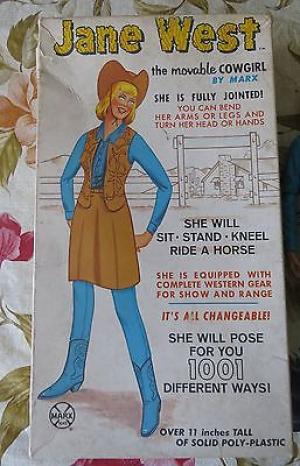 Jane West
the movable COWGIRL
BY MARX
SHE IS FULLY JOINTED!
YOU CAN BEND
HER ARMS OR LEGS AND
TURN HER HEAD OR HANDS
SHE WILL
SIT · STAND · KNEEL
RIDE A HORSE
SHE IS EQUIPPED WITH
COMPLETE WESTERN GEAR
FOR SHOW AND RANGE
IT'S ALL CHANGEABLE!
SHE WILL POSE
FOR YOU
1001
DIFFERENT WAYS!
MARX
TOYS
OVER 11 inches TALL
OF SOLID POLY-PLASTIC